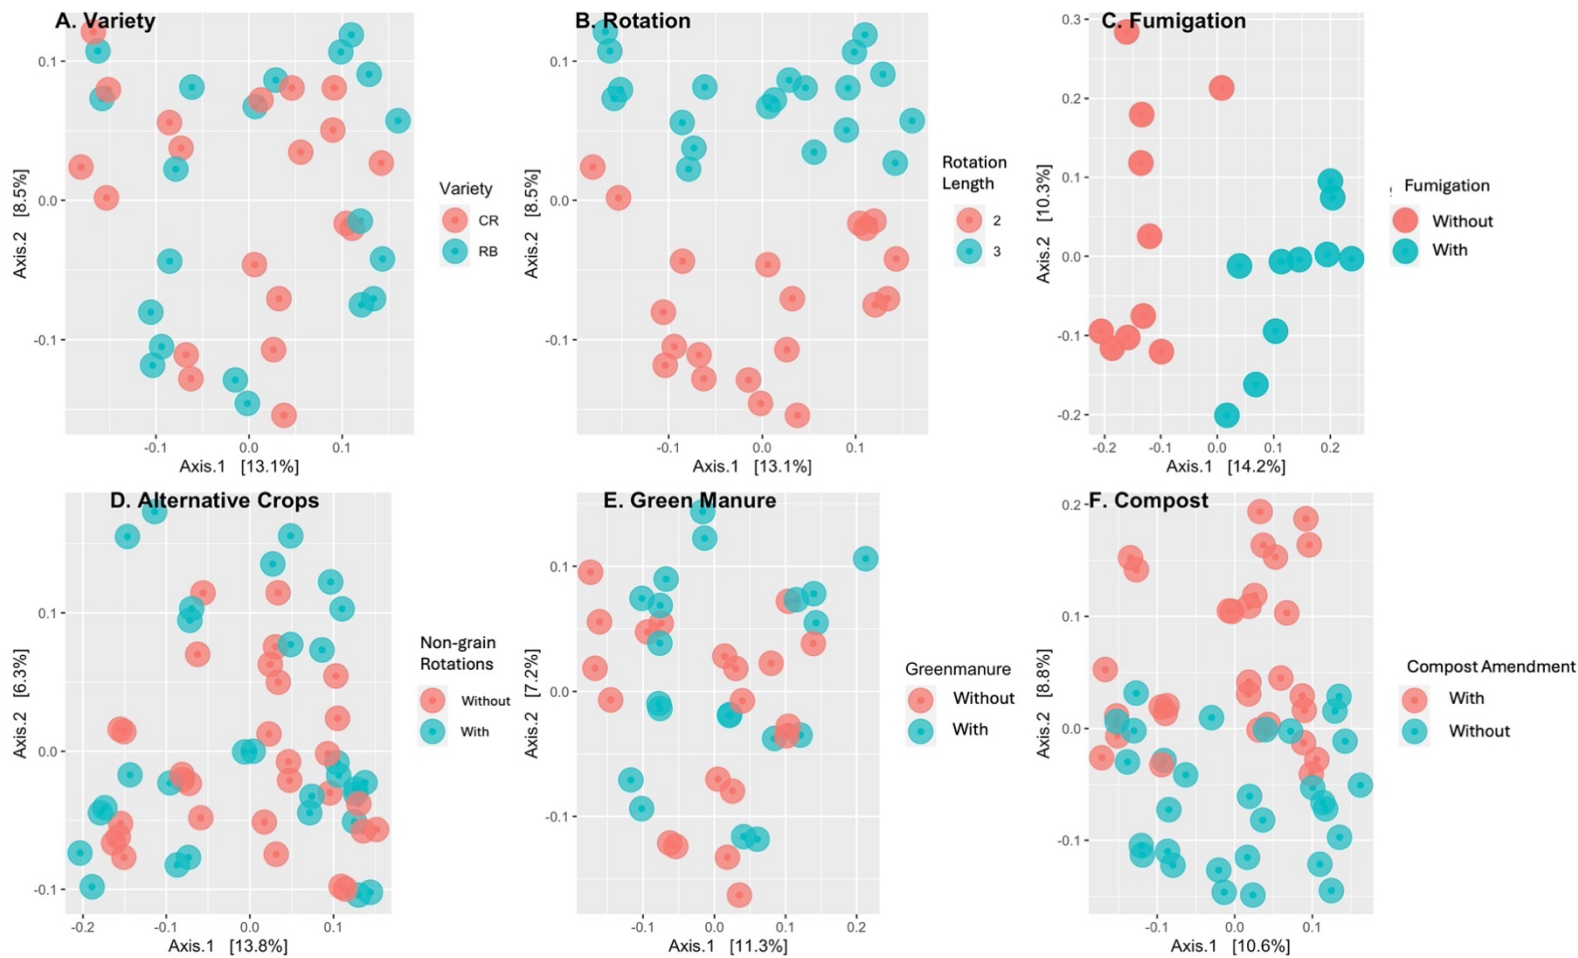 A. Variety
0.1
0.0
-0.1
Axis.2 [8.5%]
-0.1
0.0
0.1
Axis.1 [13.1%]
Variety
CR
RB
B. Rotation
0.1
0.0
-0.1
Axis.2 [8.5%]
-0.1
0.0
0.1
Axis.1 [13.1%]
Rotation
Length
2
3
C. Fumigation
0.3
0.2
0.1
0.0
-0.1
-0.2
Axis.2 [10.3%]
-0.2
-0.1
0.0
0.1
0.2
Axis.1 [14.2%]
Fumigation
Without
With
D. Alternative Crops
0.1
0.0
-0.1
Axis.2 [6.3%]
-0.2
-0.1
0.0
0.1
Axis.1 [13.8%]
Non-grain
Rotations
Without
With
E. Green Manure
0.1
0.0
-0.1
Axis.2 [7.2%]
-0.1
0.0
0.1
0.2
Axis.1 [11.3%]
Greenmanure
Without
With
F. Compost
0.2
0.1
0.0
-0.1
Axis.2 [8.8%]
-0.1
0.0
0.1
Axis.1 [10.6%]
Compost Amendment
With
Without